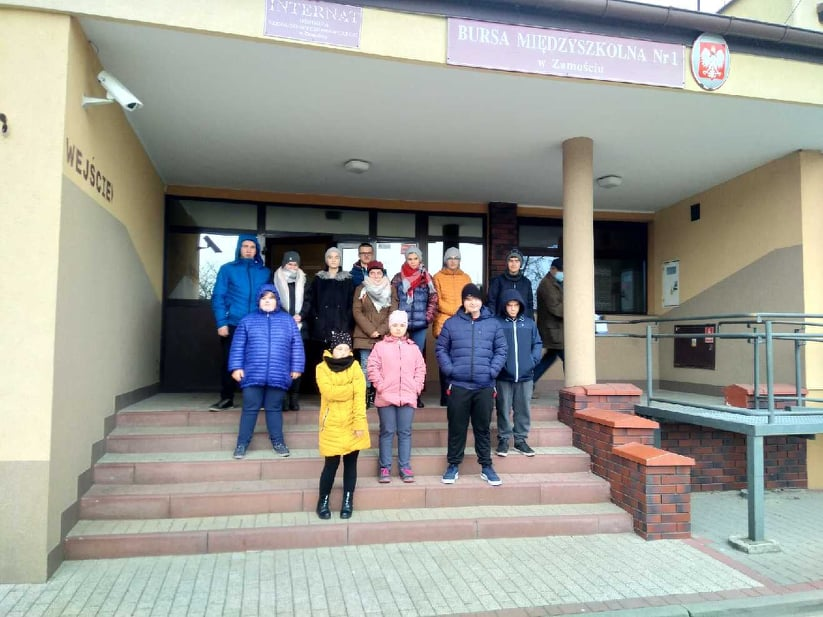 INTERNAT
BURSA MIĘDZYSZKOLNA Nr 1
w Zamościu
WEJŚCIE